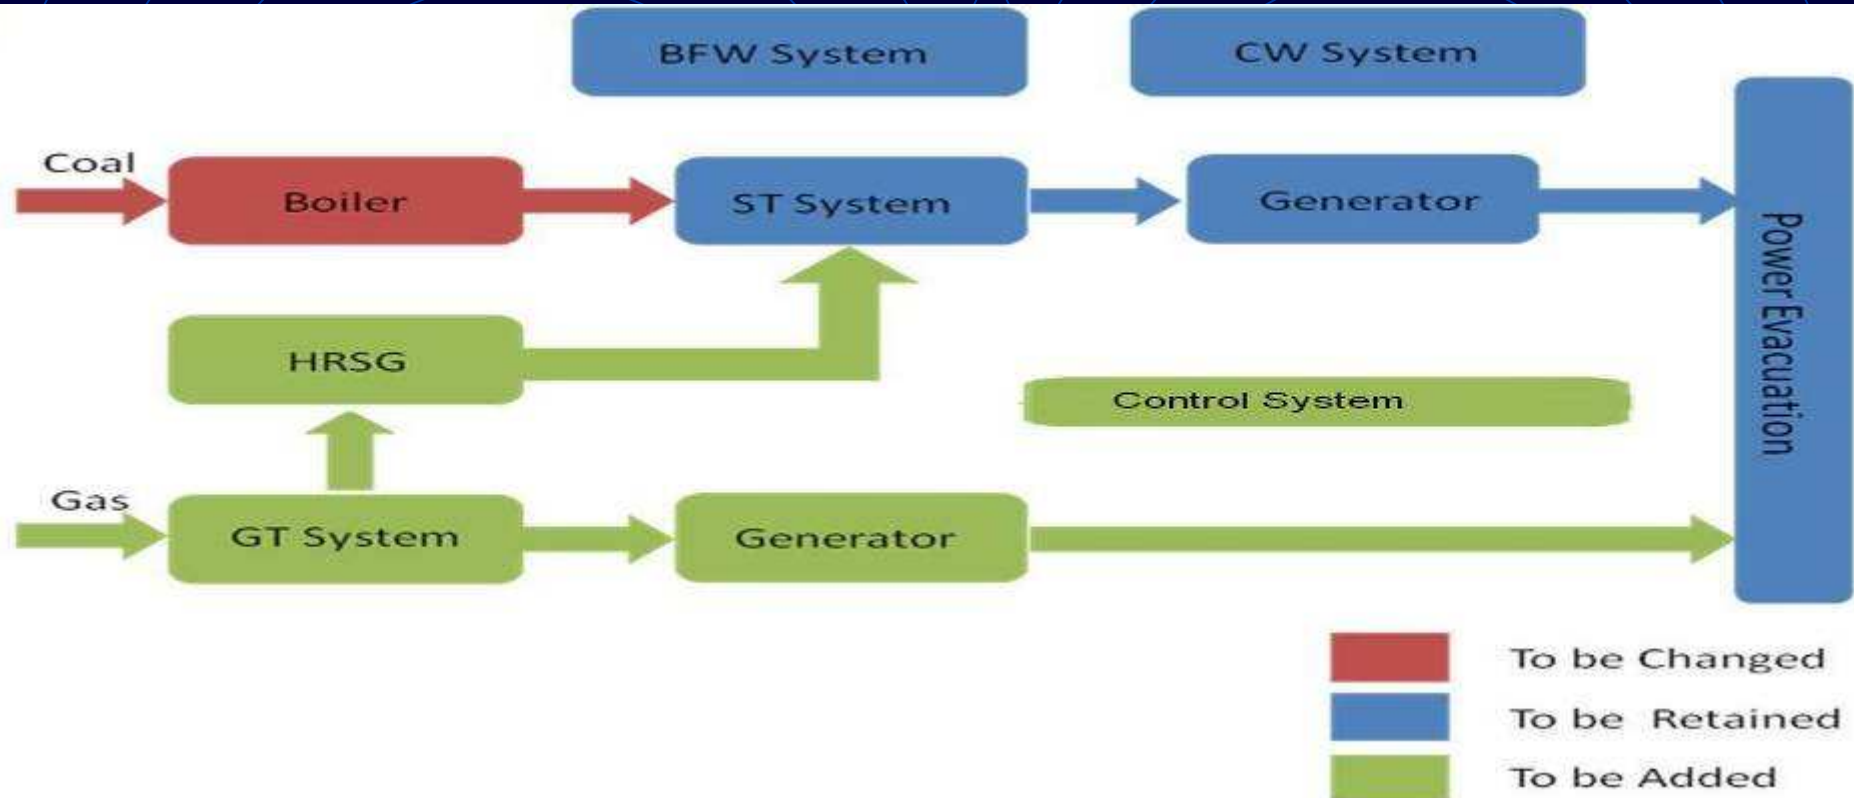 BFW System
CW System
Coal
Boiler
ST System
Generator
Power Evacuation
HRSG
Control System
Gas
GT System
Generator
To be Changed
To be Retained
To be Added